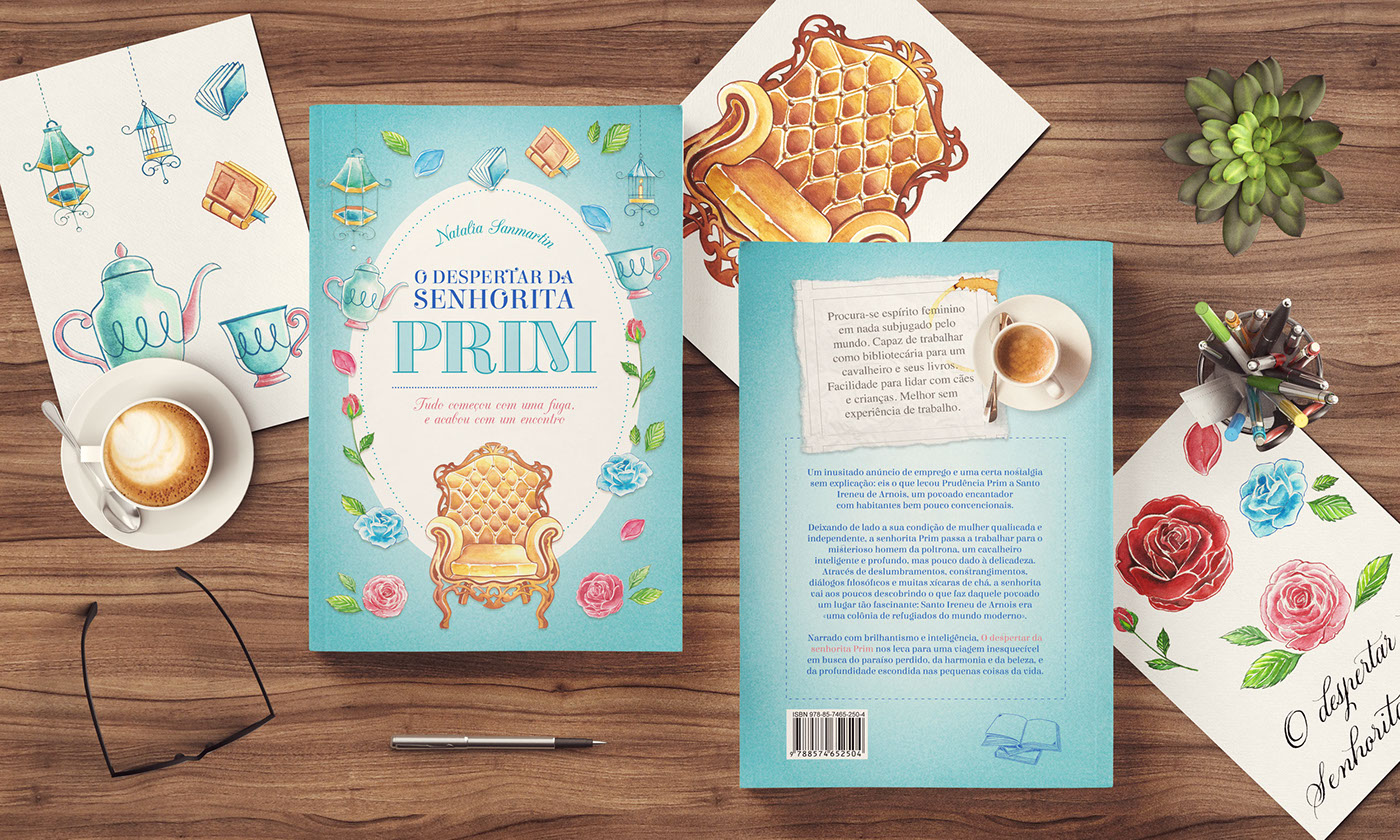 Natalia Sanmartin
O DESPERTAR DA
SENHORITA
PRIM
Tudo começou com uma fuga,
e acabou com um encontro
Procura-se espírito feminino
em nada subjugado pelo
mundo. Capaz de trabalhar
como bibliotecária para um
cavalheiro e seus livros.
Facilidade para lidar com cães
e crianças. Melhor sem
experiência de trabalho.
Um inusitado anúncio de emprego e uma certa nostalgia
sem explicação: eis o que levou Prudência Prim a Santo
Ireneu de Arnois, um povoado encantador
com habitantes bem pouco convencionais.
Deixando de lado a sua condição de mulher qualificada e
independente, a senhorita Prim passa a trabalhar para o
misterioso homem da poltrona, um cavalheiro
inteligente e profundo, mas pouco dado à delicadeza.
Através de deslumbramentos, constrangimentos,
diálogos filosóficos e muitas xícaras de chá, a senhorita
vai aos poucos descobrindo o que faz daquele povoado
um lugar tão fascinante: Santo Ireneu de Arnois era
«uma colônia de refugiados do mundo moderno».
Narrado com brilhantismo e inteligência, O despertar da
senhorita Prim nos leva para uma viagem inesquecível
em busca do paraíso perdido, da harmonia e da beleza, e
da profundidade escondida nas pequenas coisas da vida.
ISBN 978-85-7465-250-4
9 788574 652504
O despertar
Senhorita